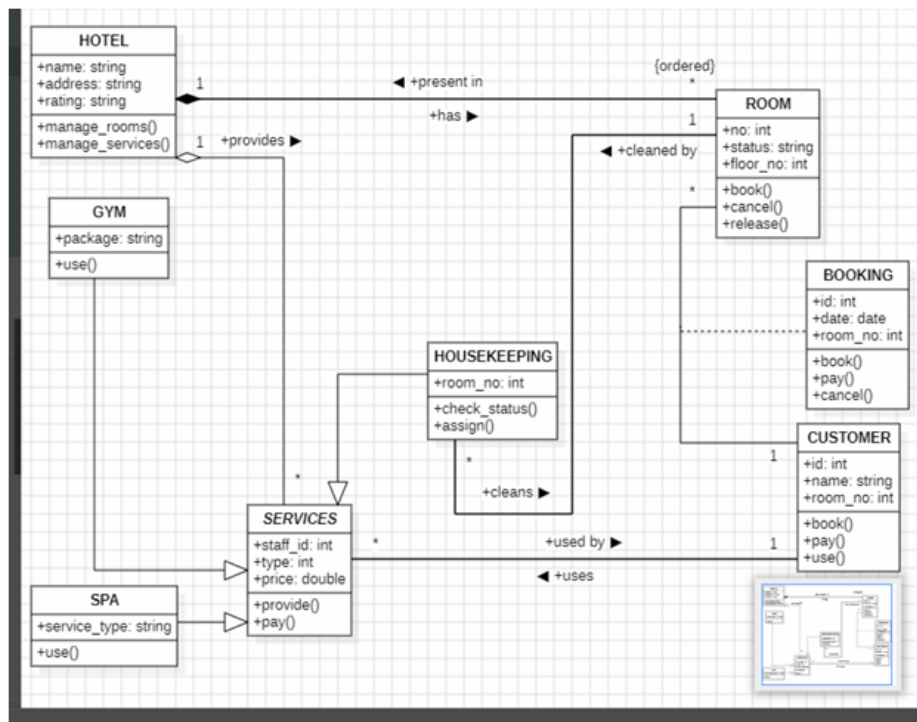 HOTEL
+name: string
+address: string
+rating: string
+manage_rooms()
+manage_services()
1
1
+provides ►
◄ +present in
+has ►
{ordered}
*
1
◄ +cleaned by
*
ROOM
+no: int
+status: string
+floor_no: int
+book()
+cancel()
+release()
GYM
+package: string
+use()
BOOKING
+id: int
+date: date
+room_no: int
+book()
+pay()
+cancel()
HOUSEKEEPING
+room_no: int
+check_status()
+assign()
*
+cleans ►
CUSTOMER
+id: int
+name: string
+room_no: int
+book()
+pay()
+use()
1
1
*
SERVICES
+staff_id: int
+type: int
+price: double
+provide()
+pay()
*
+used by ►
◄ +uses
SPA
+service_type: string
+use()